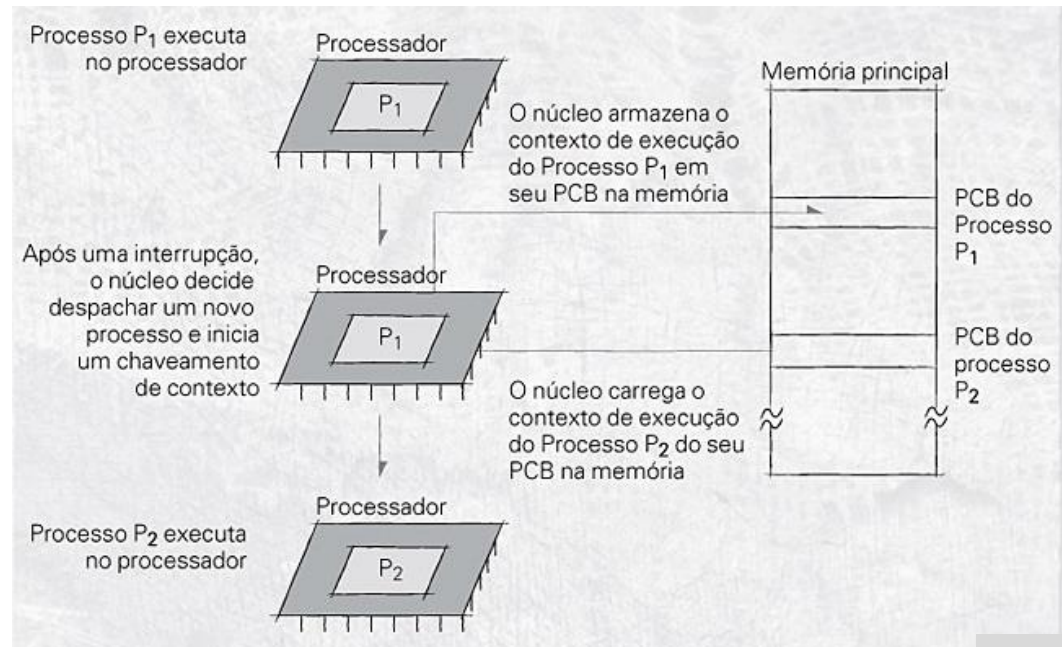 Processo P1 executa
no processador
Processador
P1
O núcleo armazena o
contexto de execução
do Processo P1 em
seu PCB na memória
Memória principal
PCB do
Processo
P1
Após uma interrupção,
o núcleo decide
despachar um novo
processo e inicia
um chaveamento
de contexto
Processador
P1
PCB do
processo
P2
O núcleo carrega o
contexto de execução
do Processo P2 do seu
PCB na memória
Processo P2 executa
no processador
Processador
P2